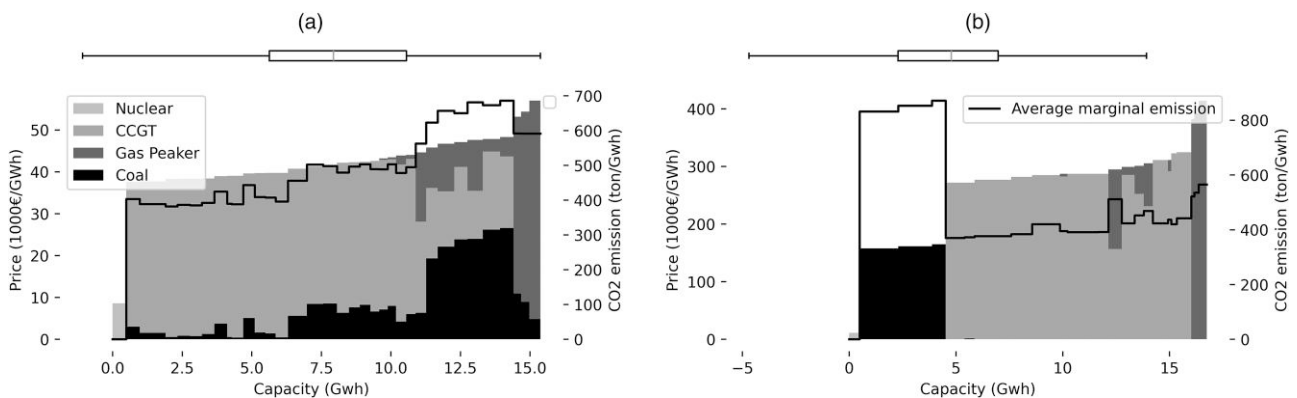 (a)
Nuclear
CCGT
Gas Peaker
Coal
Price (1000€/GWh)
50
40
30
20
10
0
0.0 2.5 5.0 7.5 10.0 12.5 15.0
Capacity (Gwh)
700
600
500
400
300
200
100
0
CO2 emission (ton/Gwh)
(b)
Average marginal emission
Price (1000€/GWh)
400
300
200
100
0
−5 0 5 10 15
Capacity (Gwh)
800
600
400
200
0
CO2 emission (ton/Gwh)